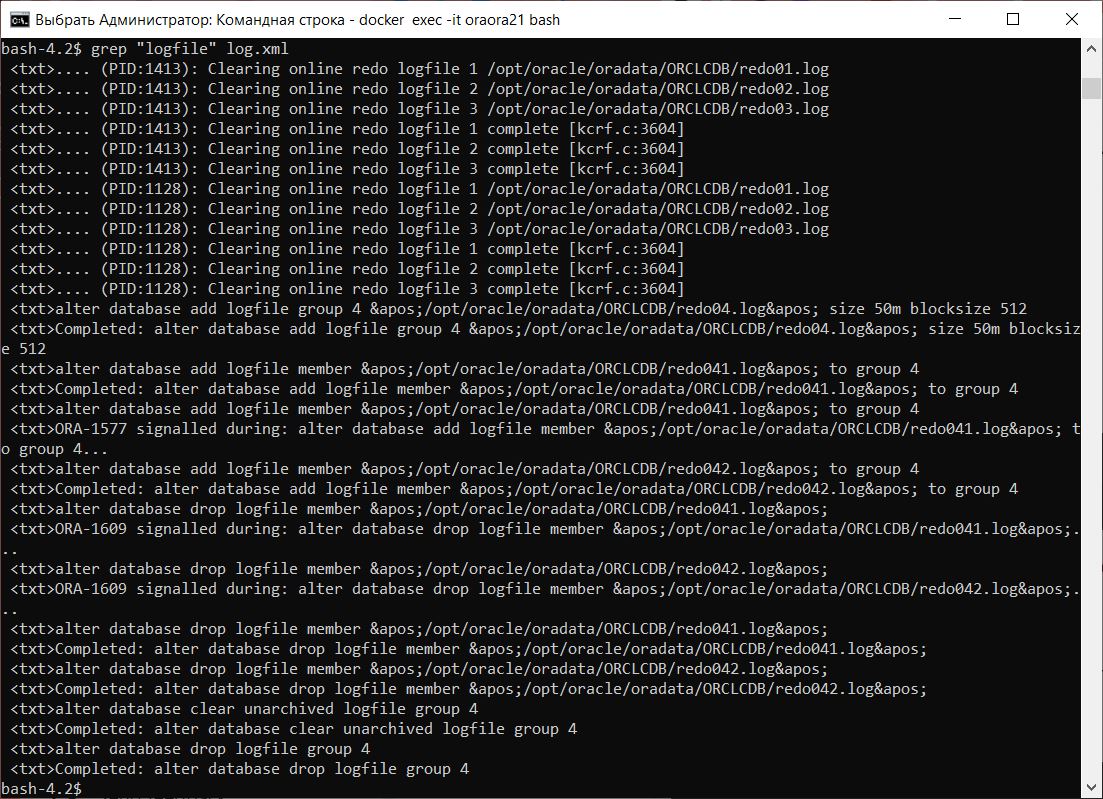 Выбрать Администратор: Командная строка - docker  exec -it oraora21 bash
bash-4.2$ grep "logfile" log.xml
 <txt>.... (PID:1413): Clearing online redo logfile 1 /opt/oracle/oradata/ORCLCDB/redo01.log
 <txt>.... (PID:1413): Clearing online redo logfile 2 /opt/oracle/oradata/ORCLCDB/redo02.log
 <txt>.... (PID:1413): Clearing online redo logfile 3 /opt/oracle/oradata/ORCLCDB/redo03.log
 <txt>.... (PID:1413): Clearing online redo logfile 1 complete [kcrf.c:3604]
 <txt>.... (PID:1413): Clearing online redo logfile 2 complete [kcrf.c:3604]
 <txt>.... (PID:1413): Clearing online redo logfile 3 complete [kcrf.c:3604]
 <txt>.... (PID:1128): Clearing online redo logfile 1 /opt/oracle/oradata/ORCLCDB/redo01.log
 <txt>.... (PID:1128): Clearing online redo logfile 2 /opt/oracle/oradata/ORCLCDB/redo02.log
 <txt>.... (PID:1128): Clearing online redo logfile 3 /opt/oracle/oradata/ORCLCDB/redo03.log
 <txt>.... (PID:1128): Clearing online redo logfile 1 complete [kcrf.c:3604]
 <txt>.... (PID:1128): Clearing online redo logfile 2 complete [kcrf.c:3604]
 <txt>.... (PID:1128): Clearing online redo logfile 3 complete [kcrf.c:3604]
 <txt>alter database add logfile group 4 &apos;/opt/oracle/oradata/ORCLCDB/redo04.log&apos; size 50m blocksize 512
 <txt>Completed: alter database add logfile group 4 &apos;/opt/oracle/oradata/ORCLCDB/redo04.log&apos; size 50m blocksiz
e 512
 <txt>alter database add logfile member &apos;/opt/oracle/oradata/ORCLCDB/redo041.log&apos; to group 4
 <txt>Completed: alter database add logfile member &apos;/opt/oracle/oradata/ORCLCDB/redo041.log&apos; to group 4
 <txt>alter database add logfile member &apos;/opt/oracle/oradata/ORCLCDB/redo041.log&apos; to group 4
 <txt>ORA-1577 signalled during: alter database add logfile member &apos;/opt/oracle/oradata/ORCLCDB/redo041.log&apos; t
o group 4...
 <txt>alter database add logfile member &apos;/opt/oracle/oradata/ORCLCDB/redo042.log&apos; to group 4
 <txt>Completed: alter database add logfile member &apos;/opt/oracle/oradata/ORCLCDB/redo042.log&apos; to group 4
 <txt>alter database drop logfile member &apos;/opt/oracle/oradata/ORCLCDB/redo041.log&apos;
 <txt>ORA-1609 signalled during: alter database drop logfile member &apos;/opt/oracle/oradata/ORCLCDB/redo041.log&apos;.
..
 <txt>alter database drop logfile member &apos;/opt/oracle/oradata/ORCLCDB/redo042.log&apos;
 <txt>ORA-1609 signalled during: alter database drop logfile member &apos;/opt/oracle/oradata/ORCLCDB/redo042.log&apos;.
..
 <txt>alter database drop logfile member &apos;/opt/oracle/oradata/ORCLCDB/redo041.log&apos;
 <txt>Completed: alter database drop logfile member &apos;/opt/oracle/oradata/ORCLCDB/redo041.log&apos;
 <txt>alter database drop logfile member &apos;/opt/oracle/oradata/ORCLCDB/redo042.log&apos;
 <txt>Completed: alter database drop logfile member &apos;/opt/oracle/oradata/ORCLCDB/redo042.log&apos;
 <txt>alter database clear unarchived logfile group 4
 <txt>Completed: alter database clear unarchived logfile group 4
 <txt>alter database drop logfile group 4
 <txt>Completed: alter database drop logfile group 4
bash-4.2$